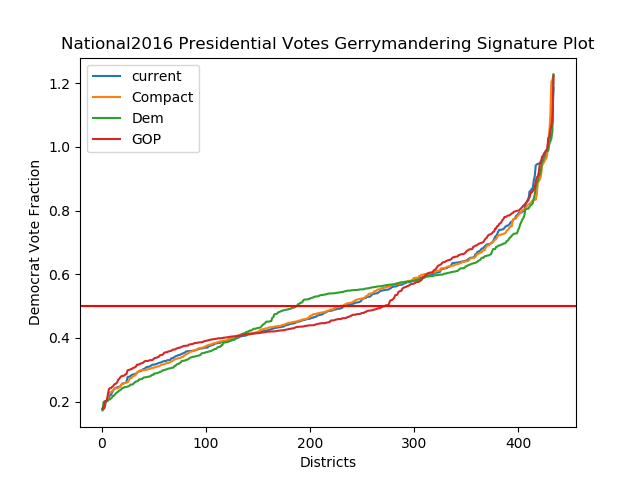 National2016 Presidential Votes Gerrymandering Signature Plot
current
Compact
Dem
GOP
Democrat Vote Fraction
1.2
1.0
0.8
0.6
0.4
0.2
0 100 200 300 400
Districts